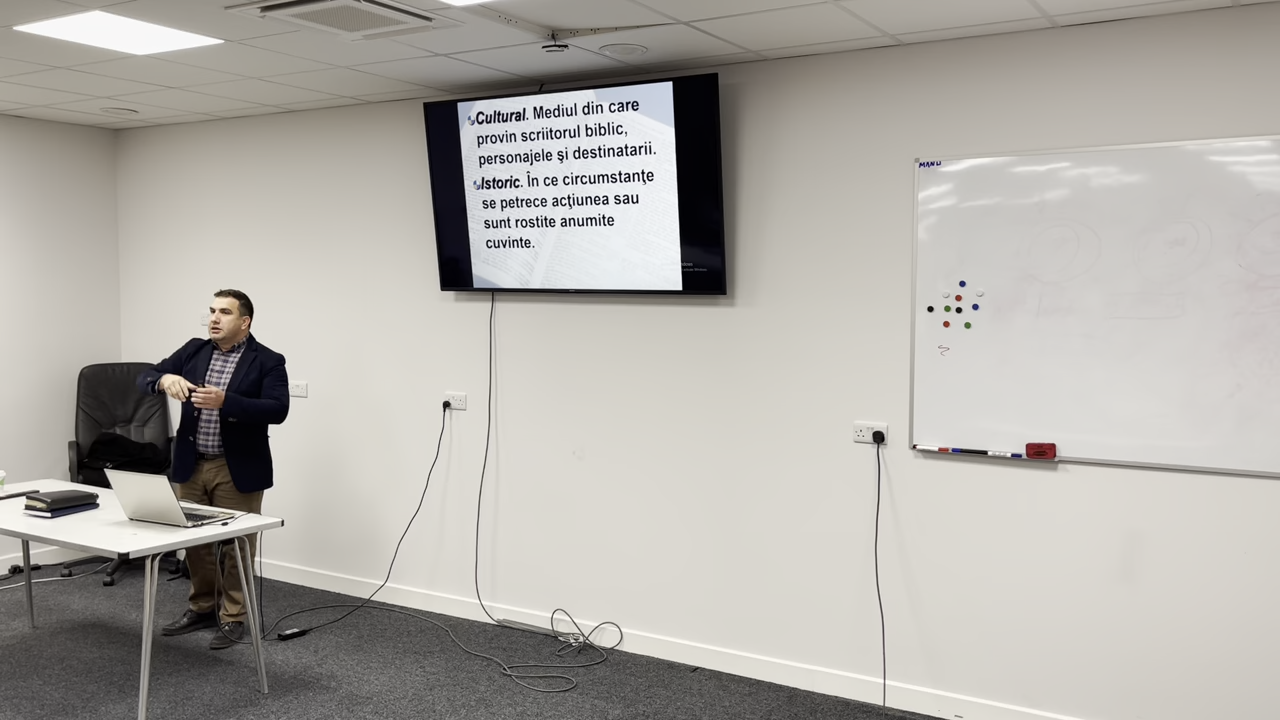 Cultural. Mediul din care
provin scriitorul biblic,
personajele şi destinatarii.
Istoric. În ce circumstanţe
se petrece acţiunea sau
sunt rostite anumite
cuvinte.